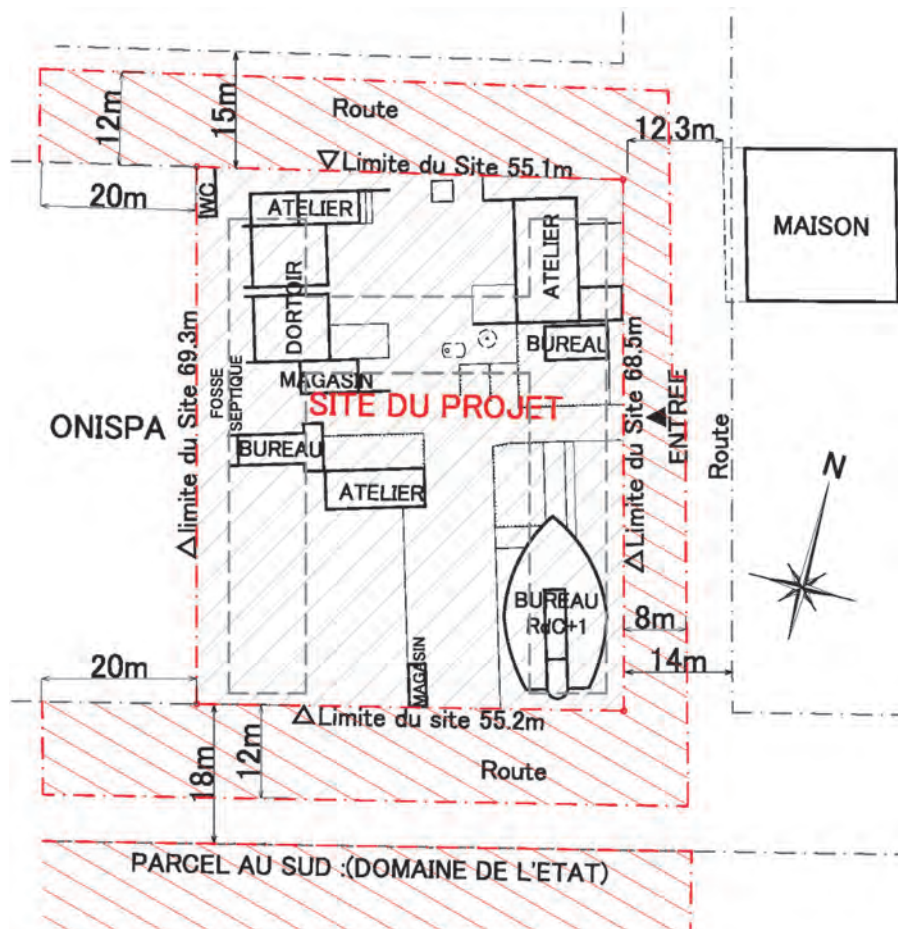 12m
15m
Route
12.3m
▽Limite du Site 55.1m
20m
WC
ATELIER
ATELIER
MAISON
DORTOIR
BUREAU
△limite du Site 69.3m
FOSSE
SEPTIQUE
MAGASIN
△Limite du Site 68.5m
SITE DU PROJET
ENTREE
ONISPA
BUREAU
Route
ATELIER
N
BUREAU
RdC+1
8m
MAGASIN
20m
14m
△Limite du site 55.2m
18m
12m
Route
PARCEL AU SUD :(DOMAINE DE L'ETAT)